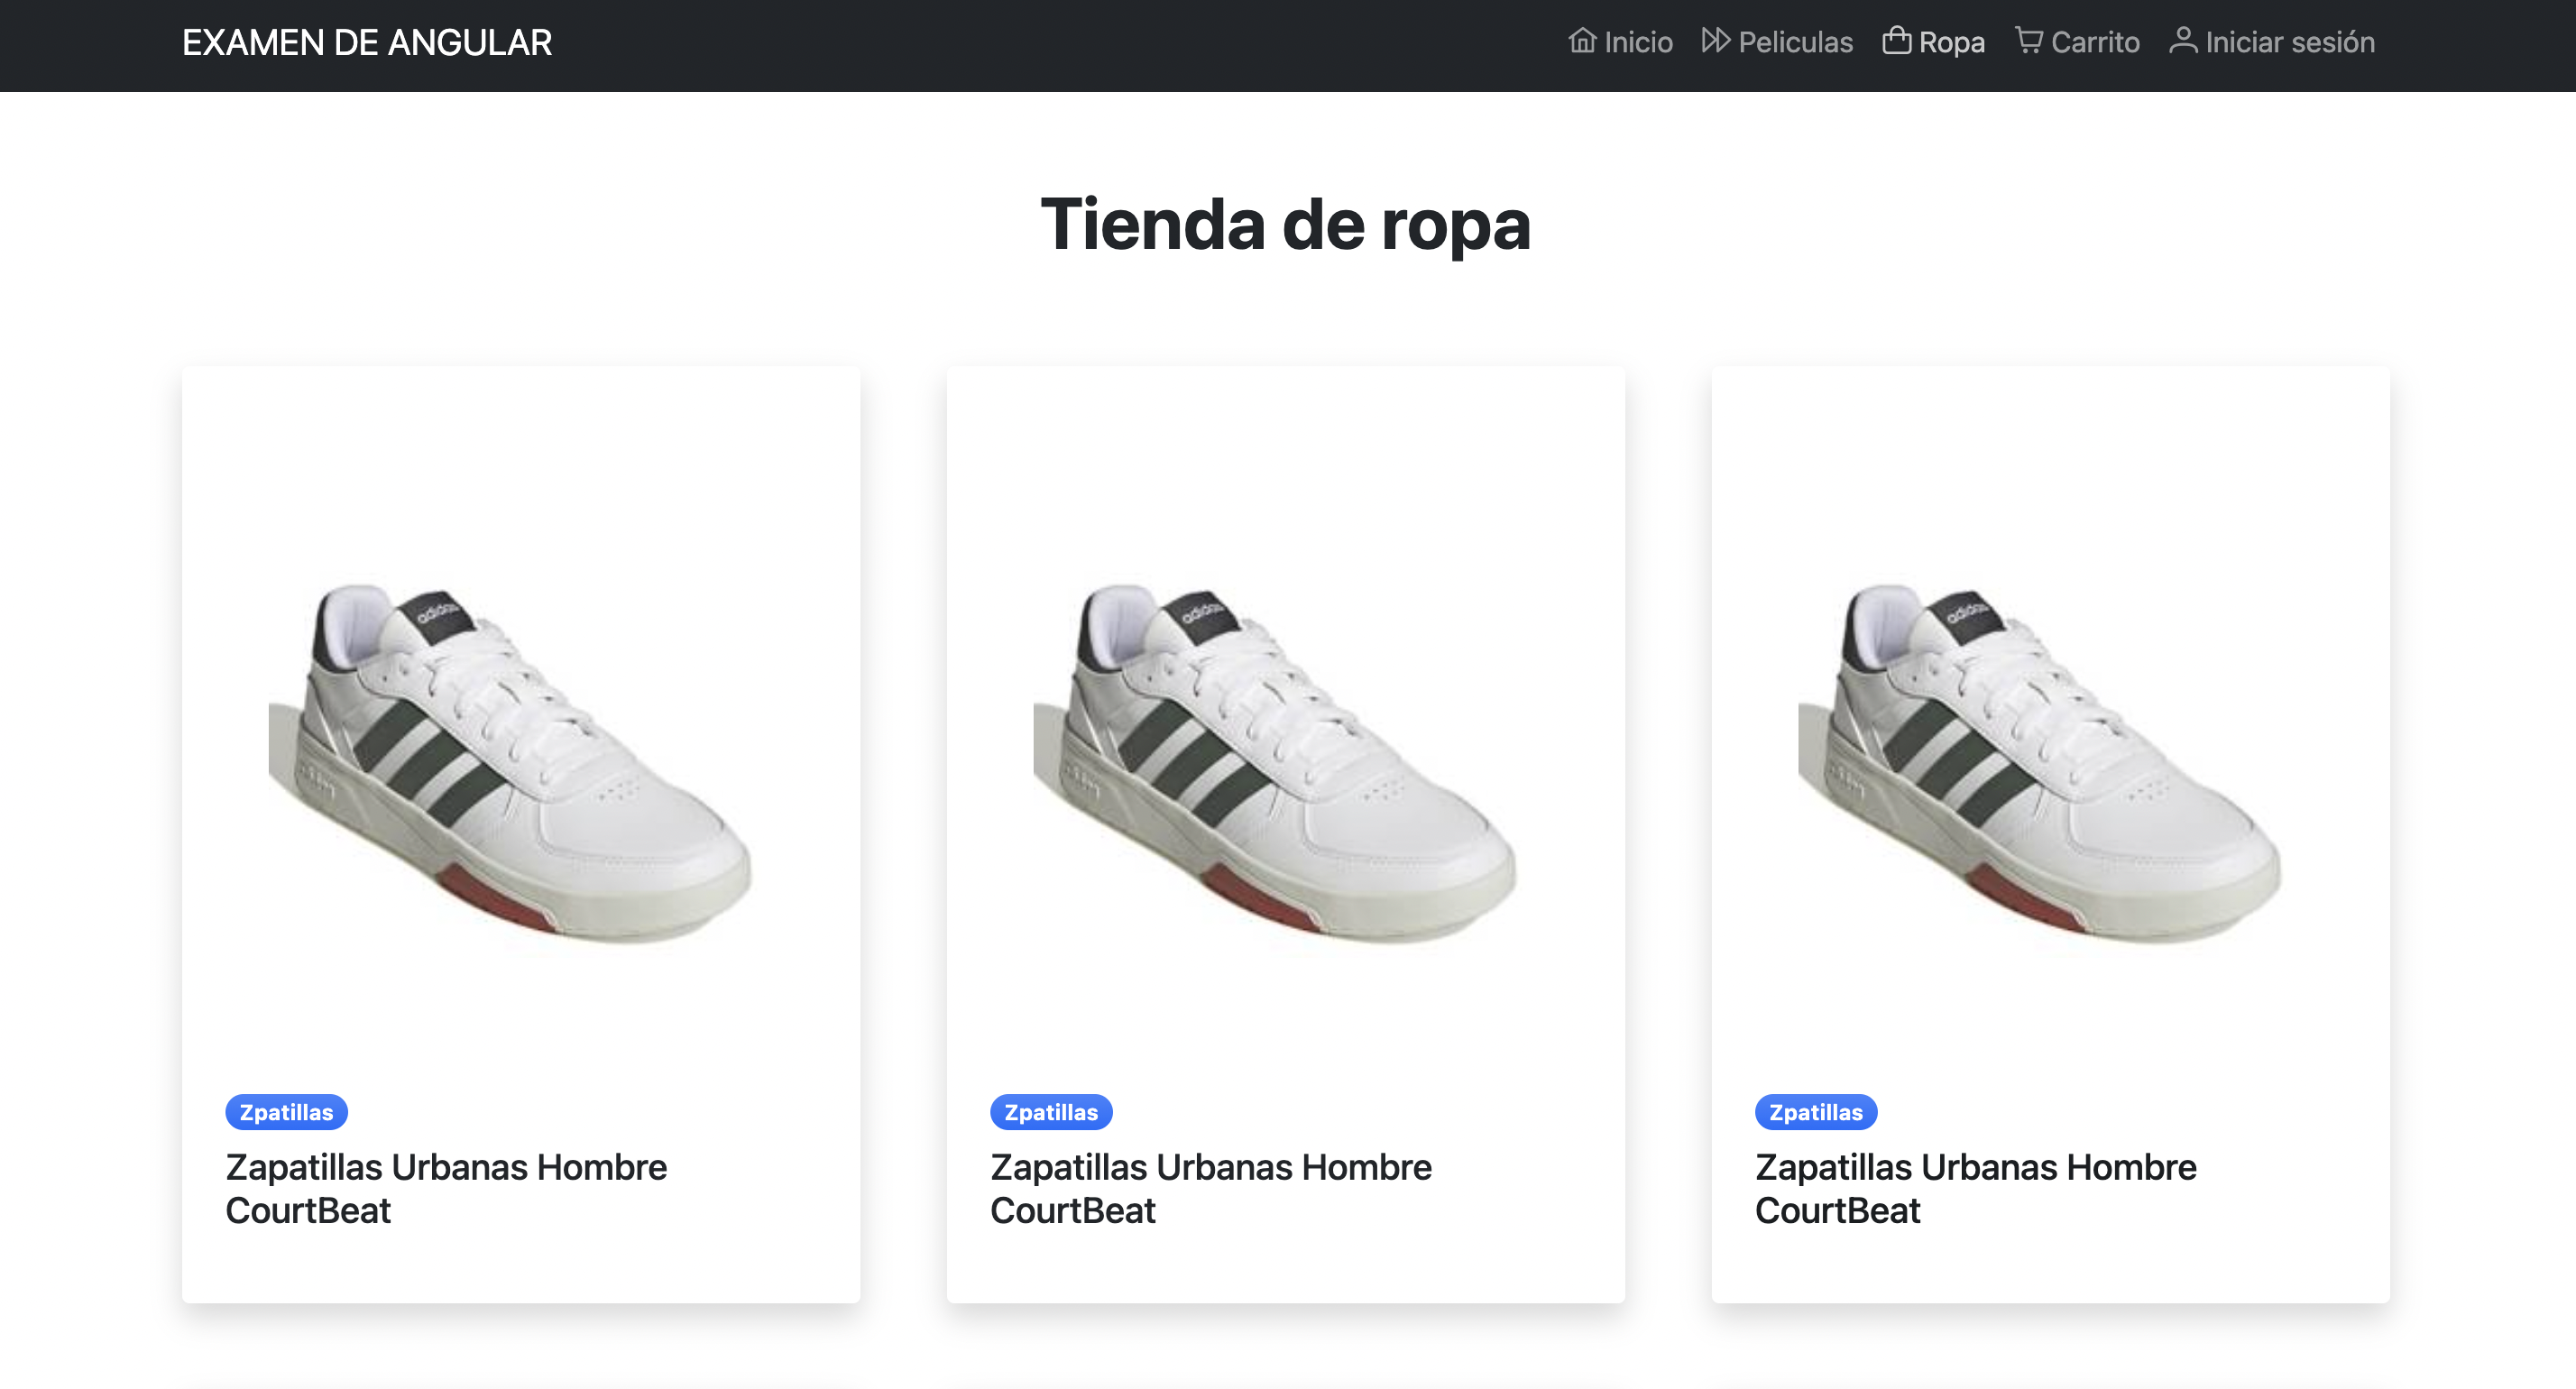 EXAMEN DE ANGULAR
Inicio Peliculas Ropa Carrito Iniciar sesión
Tienda de ropa
adidas
adidas
adidas
Zpatillas
Zapatillas Urbanas Hombre
CourtBeat
Zpatillas
Zapatillas Urbanas Hombre
CourtBeat
Zpatillas
Zapatillas Urbanas Hombre
CourtBeat